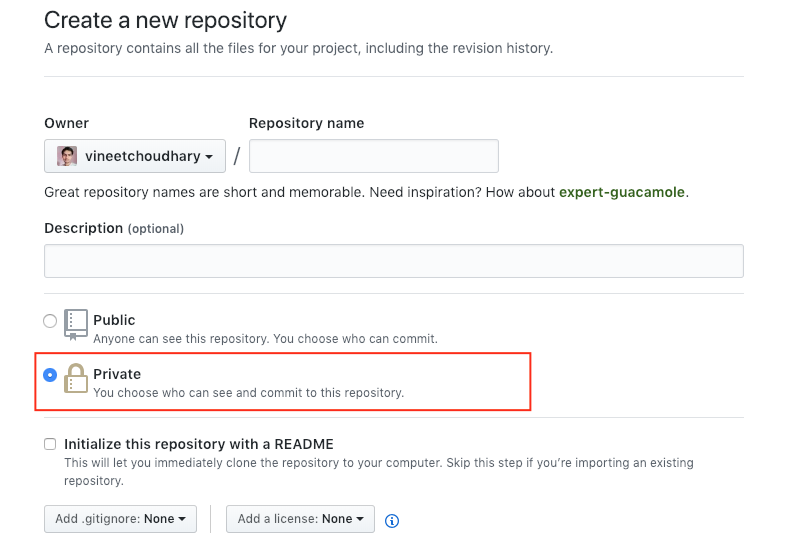 Create a new repository
A repository contains all the files for your project, including the revision history.
Owner
Repository name
vineetchoudhary
/
Great repository names are short and memorable. Need inspiration? How about expert-guacamole.
Description (optional)
Public
Anyone can see this repository. You choose who can commit.
Private
You choose who can see and commit to this repository.
Initialize this repository with a README
This will let you immediately clone the repository to your computer. Skip this step if you’re importing an existing
repository.
Add .gitignore: None
Add a license: None